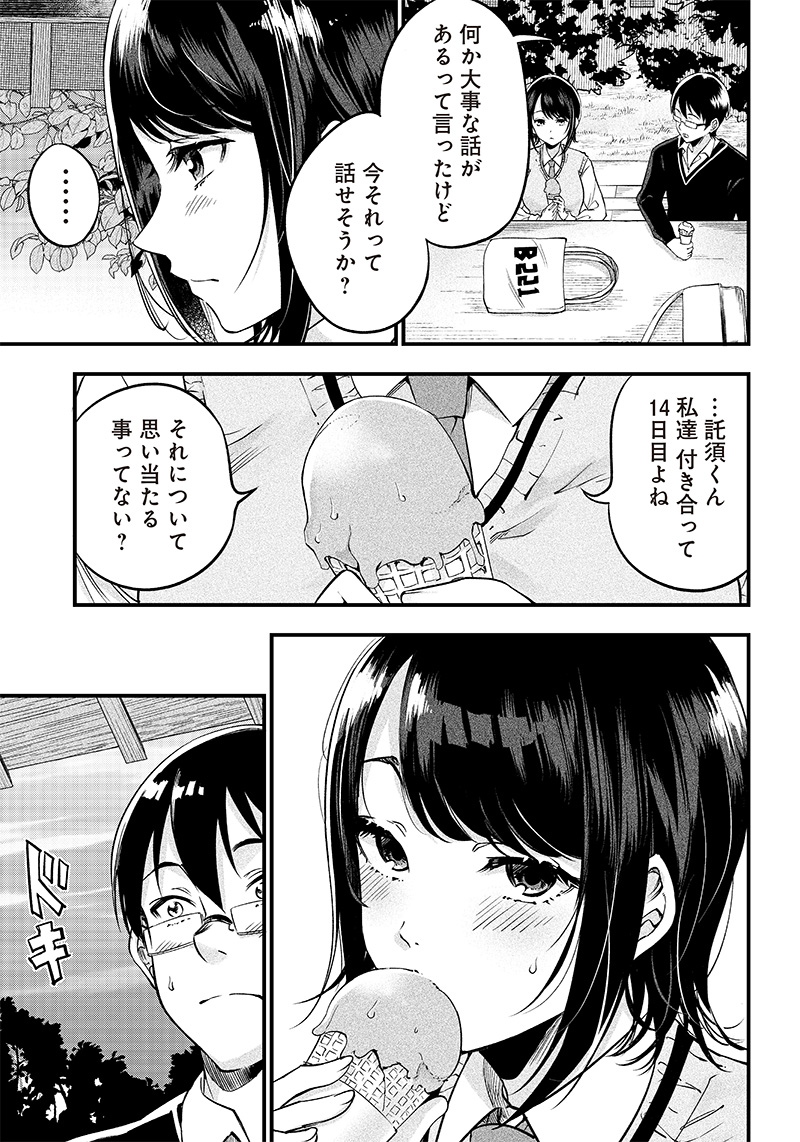 何か大事な話が
あるって言ったけど
今それって
話せそうか?
B221
……
…託須くん
私達 付き合って
14日目よね
それについて
思い当たる
事ってない?
ドキ